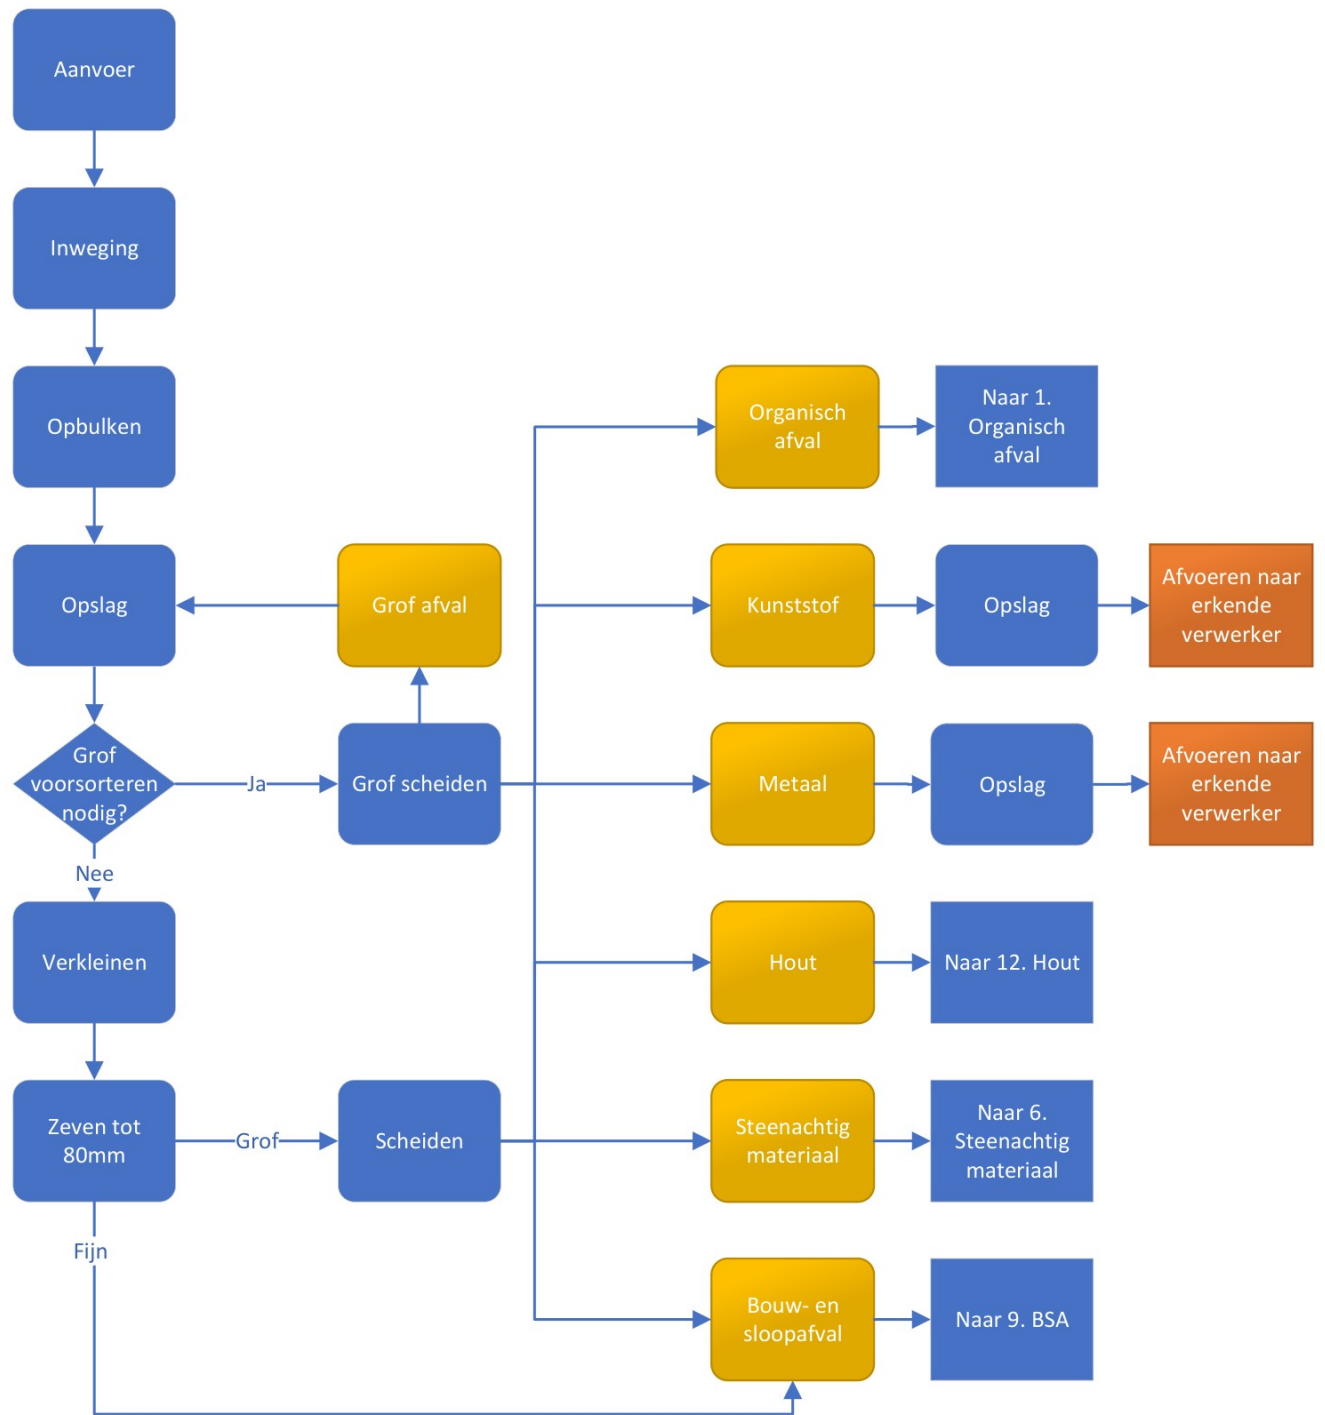 Aanvoer
Inweging
Opbulken
Organisch
afval
Naar 1.
Organisch
afval
Opslag
Grof afval
Kunststof
Opslag
Afvoeren naar
erkende
verwerker
Grof
voorsorteren
nodig?
Ja
Grof scheiden
Metaal
Opslag
Afvoeren naar
erkende
verwerker
Nee
Verkleinen
Hout
Naar 12. Hout
Zeven tot
80mm
Grof
Scheiden
Steenachtig
materiaal
Naar 6.
Steenachtig
materiaal
Fijn
Bouw- en
sloopafval
Naar 9. BSA